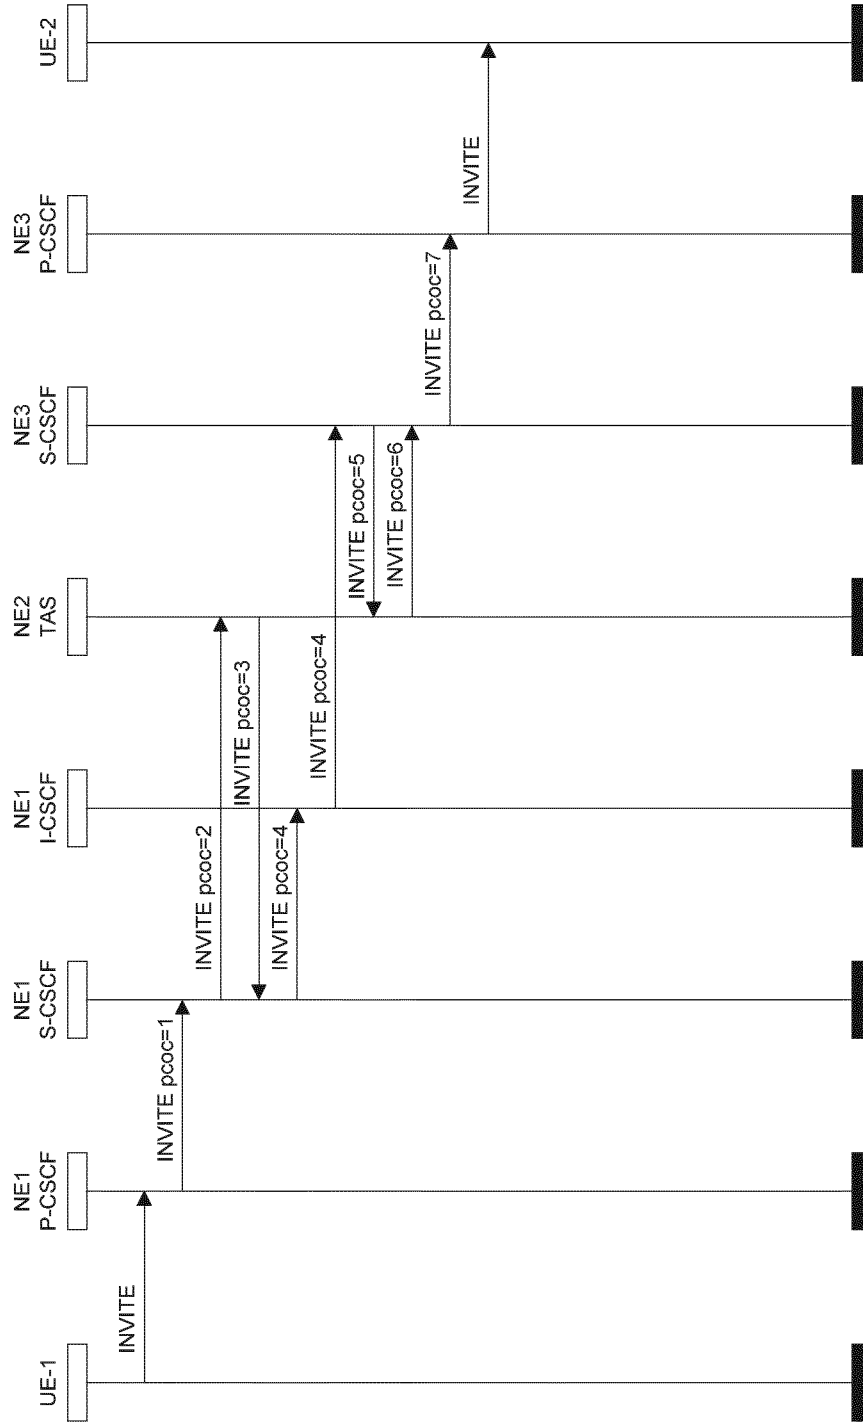 UE-1
NE1
P-CSCF
NE1
S-CSCF
NE1
I-CSCF
NE2
TAS
NE3
S-CSCF
NE3
P-CSCF
UE-2
INVITE
INVITE pcoc=1
INVITE pcoc=2
INVITE pcoc=3
INVITE pcoc=4
INVITE pcoc=4
INVITE pcoc=5
INVITE pcoc=6
INVITE pcoc=7
INVITE